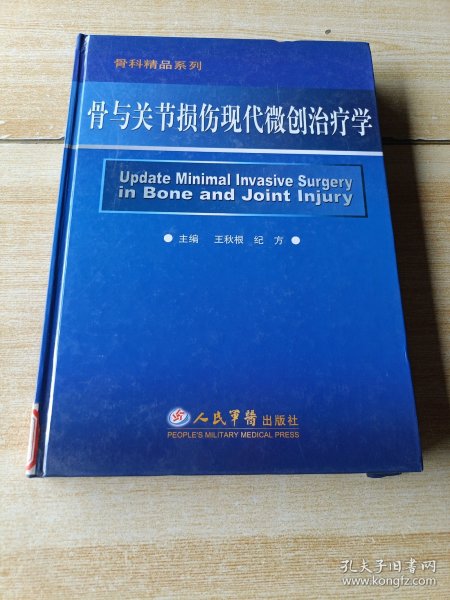 骨科精品系列
骨与关节损伤现代微创治疗学
Update Minimal Invasive Surgery
in Bone and Joint Injury
主编 王秋根 纪方
人民军醫出版社
PEOPLE'S MILITARY MEDICAL PRESS
孔夫子旧书网
www.kongfz.com